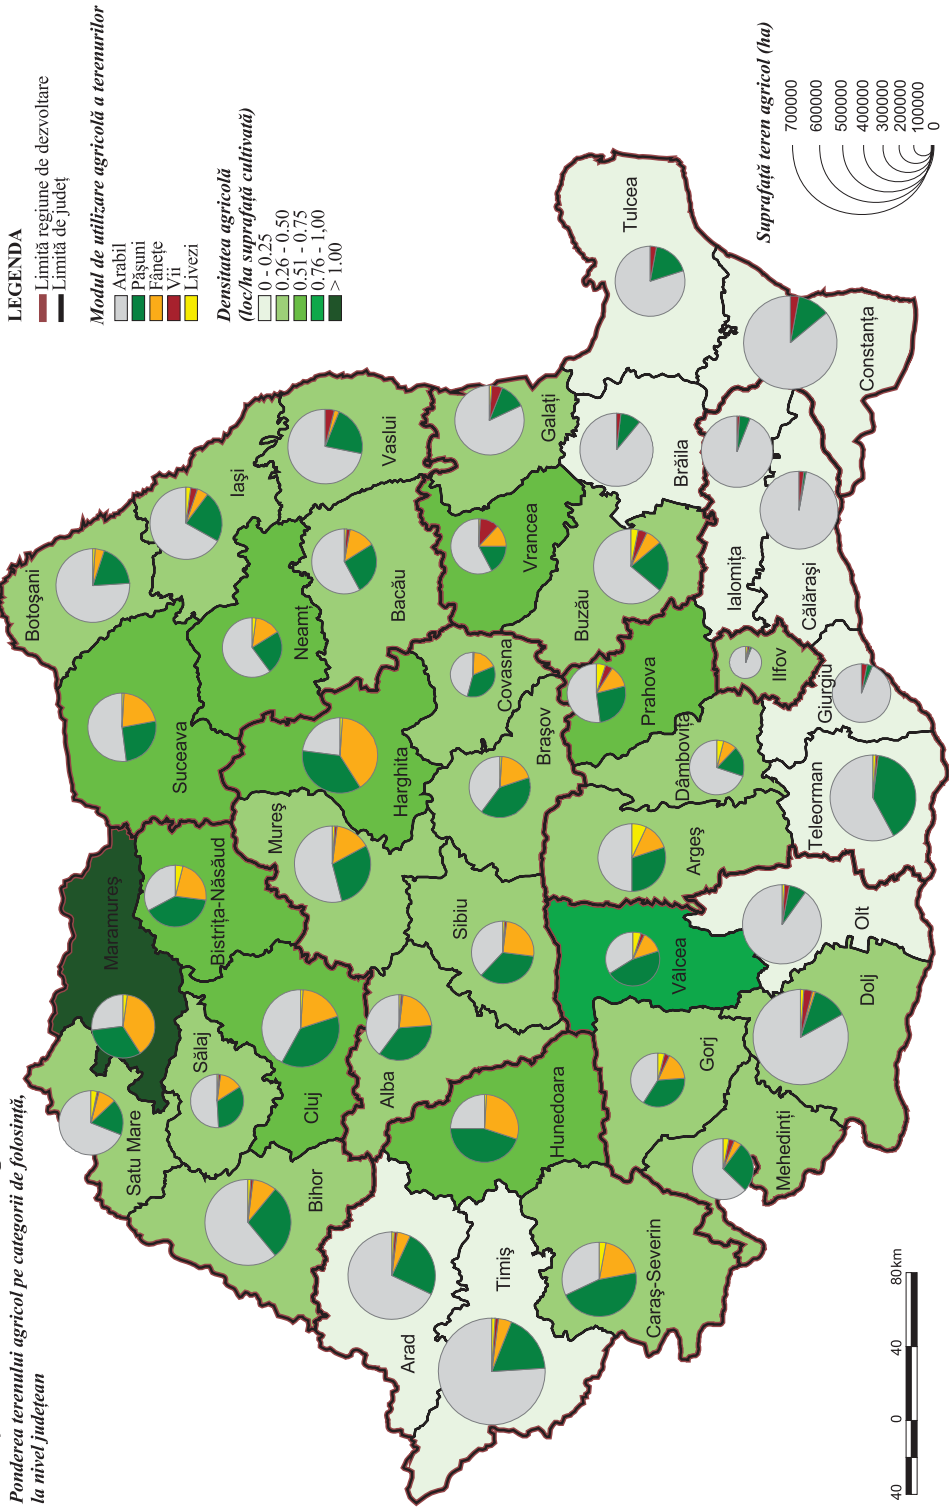 Ponderea terenului agricol pe categorii de folosință,
la nivel județean
LEGENDA
Limită regiune de dezvoltare
Limită de județ
Modul de utilizare agricolă a terenurilor
Arabil
Pășuni
Fânețe
Vii
Livezi
Densitatea agricolă
(loc/ha suprafață cultivată)
0 - 0.25
0.26 - 0.50
0.51 - 0.75
0.76 - 1,00
> 1.00
Suprafață teren agricol (ha)
700000
600000
500000
400000
300000
200000
100000
0
Botoșani
Suceava
Iași
Maramureș
Satu Mare
Neamț
Vaslui
Bistrița-Năsăud
Sălaj
Bihor
Cluj
Mureș
Harghita
Bacău
Arad
Alba
Sibiu
Brașov
Covasna
Vrancea
Galați
Timiș
Hunedoara
Caraș-Severin
Vâlcea
Argeș
Dâmbovița
Prahova
Buzău
Brăila
Tulcea
Gorj
Mehedinți
Dolj
Olt
Teleorman
Giurgiu
Ilfov
Ialomița
Călărași
Constanța
40
0
40
80km